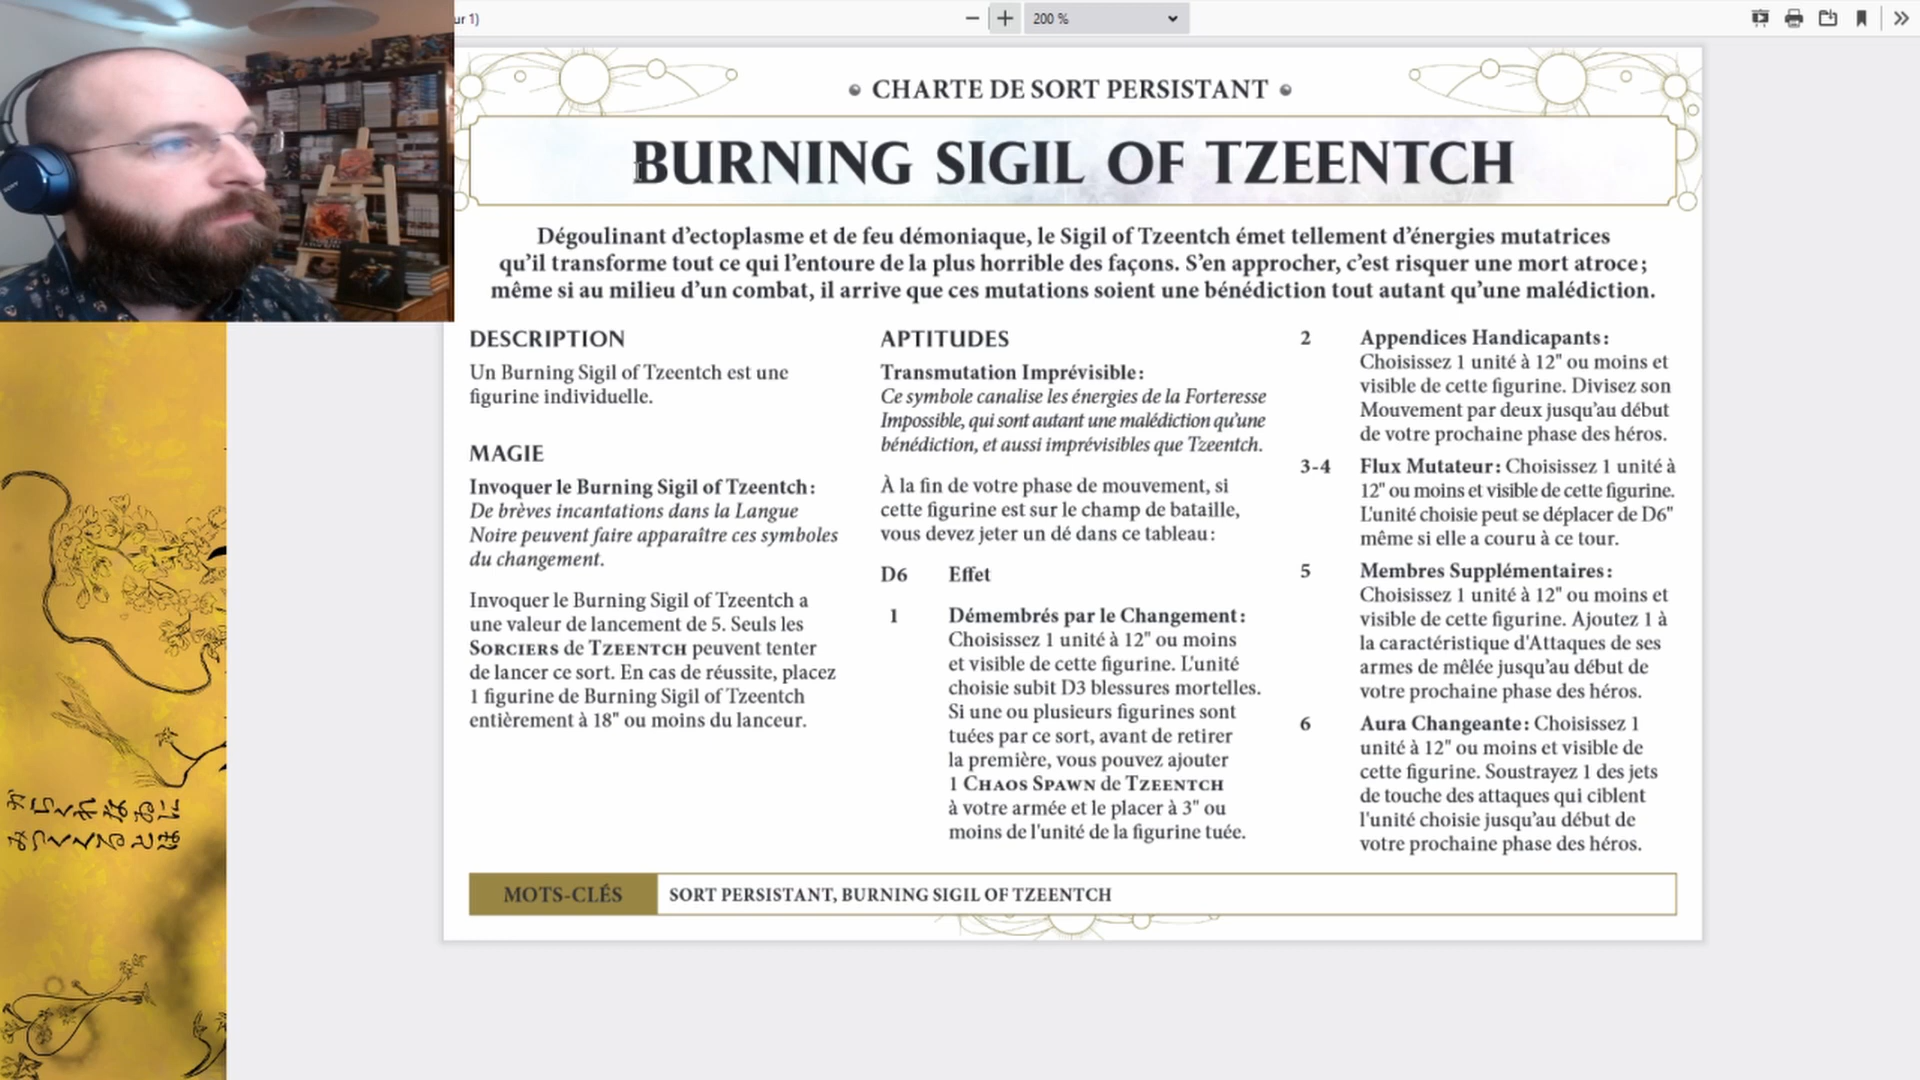 ur 1)
200 %
CHARTE DE SORT PERSISTANT
BURNING SIGIL OF TZEENTCH
Dégoulinant d'ectoplasme et de feu démoniaque, le Sigil of Tzeentch émet tellement d'énergies mutatrices
qu'il transforme tout ce qui l'entoure de la plus horrible des façons. S'en approcher, c'est risquer une mort atroce;
même si au milieu d'un combat, il arrive que ces mutations soient une bénédiction tout autant qu'une malédiction.
DESCRIPTION
Un Burning Sigil of Tzeentch est une
figurine individuelle.
MAGIE
Invoquer le Burning Sigil of Tzeentch:
De brèves incantations dans la Langue
Noire peuvent faire apparaître ces symboles
du changement.
Invoquer le Burning Sigil of Tzeentch a
une valeur de lancement de 5. Seuls les
SORCIERS de TZEENTCH peuvent tenter
de lancer ce sort. En cas de réussite, placez
1 figurine de Burning Sigil of Tzeentch
entièrement à 18" ou moins du lanceur.
APTITUDES
Transmutation Imprévisible:
Ce symbole canalise les énergies de la Forteresse
Impossible, qui sont autant une malédiction qu'une
bénédiction, et aussi imprévisibles que Tzeentch.
À la fin de votre phase de mouvement, si
cette figurine est sur le champ de bataille,
vous devez jeter un dé dans ce tableau:
D6 Effet
1 Démembrés par le Changement:
Choisissez 1 unité à 12" ou moins
et visible de cette figurine. L'unité
choisie subit D3 blessures mortelles.
Si une ou plusieurs figurines sont
tuées par ce sort, avant de retirer
la première, vous pouvez ajouter
1 CHAOS SPAWN de TZEENTCH
à votre armée et le placer à 3" ou
moins de l'unité de la figurine tuée.
2 Appendices Handicapants:
Choisissez 1 unité à 12" ou moins et
visible de cette figurine. Divisez son
Mouvement par deux jusqu'au début
de votre prochaine phase des héros.
3-4 Flux Mutateur: Choisissez 1 unité à
12" ou moins et visible de cette figurine.
L'unité choisie peut se déplacer de D6"
même si elle a couru à ce tour.
5 Membres Supplémentaires:
Choisissez 1 unité à 12" ou moins et
visible de cette figurine. Ajoutez 1 à
la caractéristique d'Attaques de ses
armes de mêlée jusqu'au début de
votre prochaine phase des héros.
6 Aura Changeante: Choisissez 1
unité à 12" ou moins et visible de
cette figurine. Soustrayez 1 des jets
de touche des attaques qui ciblent
l'unité choisie jusqu'au début de
votre prochaine phase des héros.
MOTS-CLÉS SORT PERSISTANT, BURNING SIGIL OF TZEENTCH
SONY